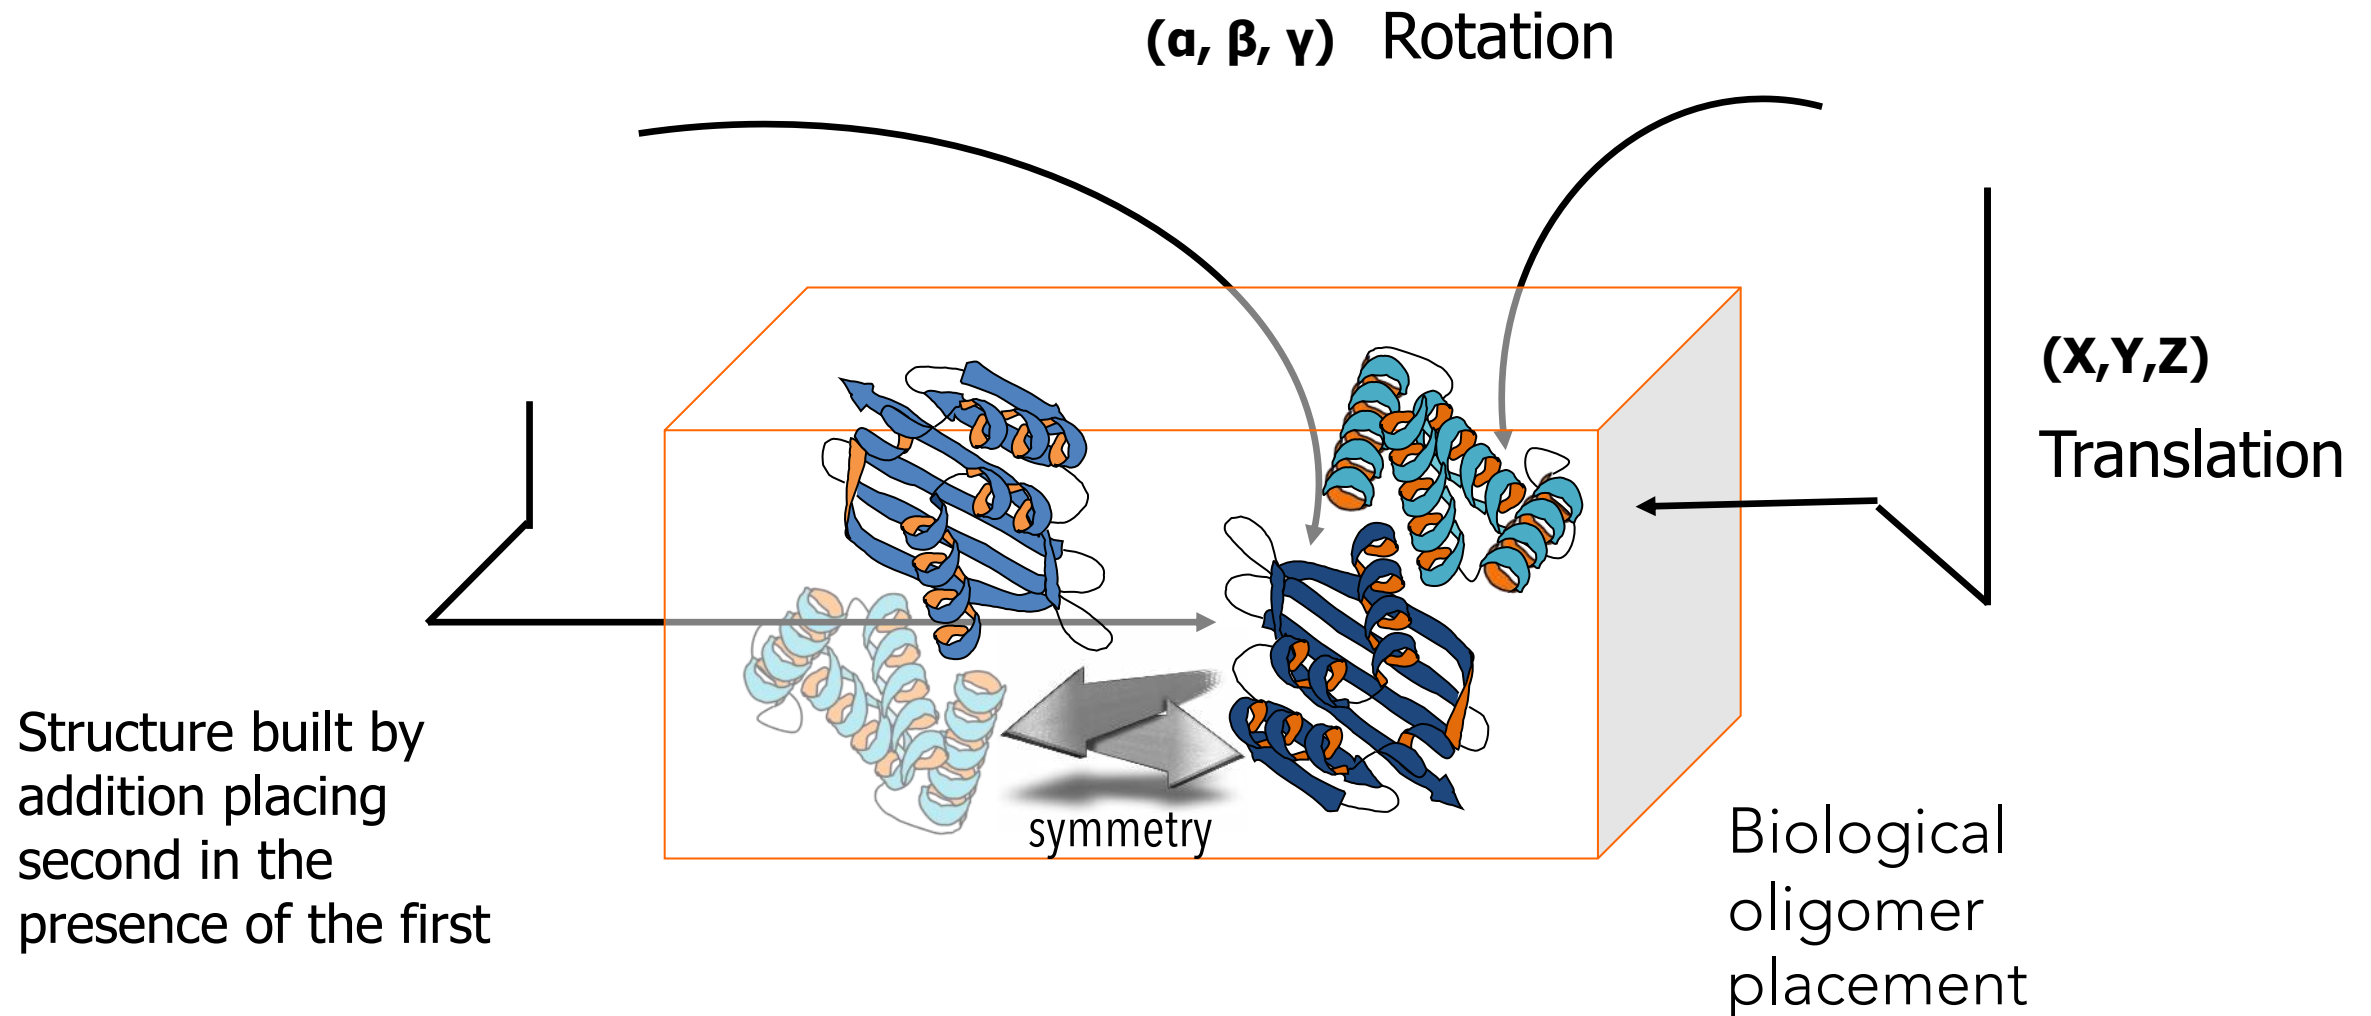 (α, β, γ) Rotation
(X,Y,Z)
Translation
Structure built by
addition placing
second in the
presence of the first
symmetry
Biological
oligomer
placement